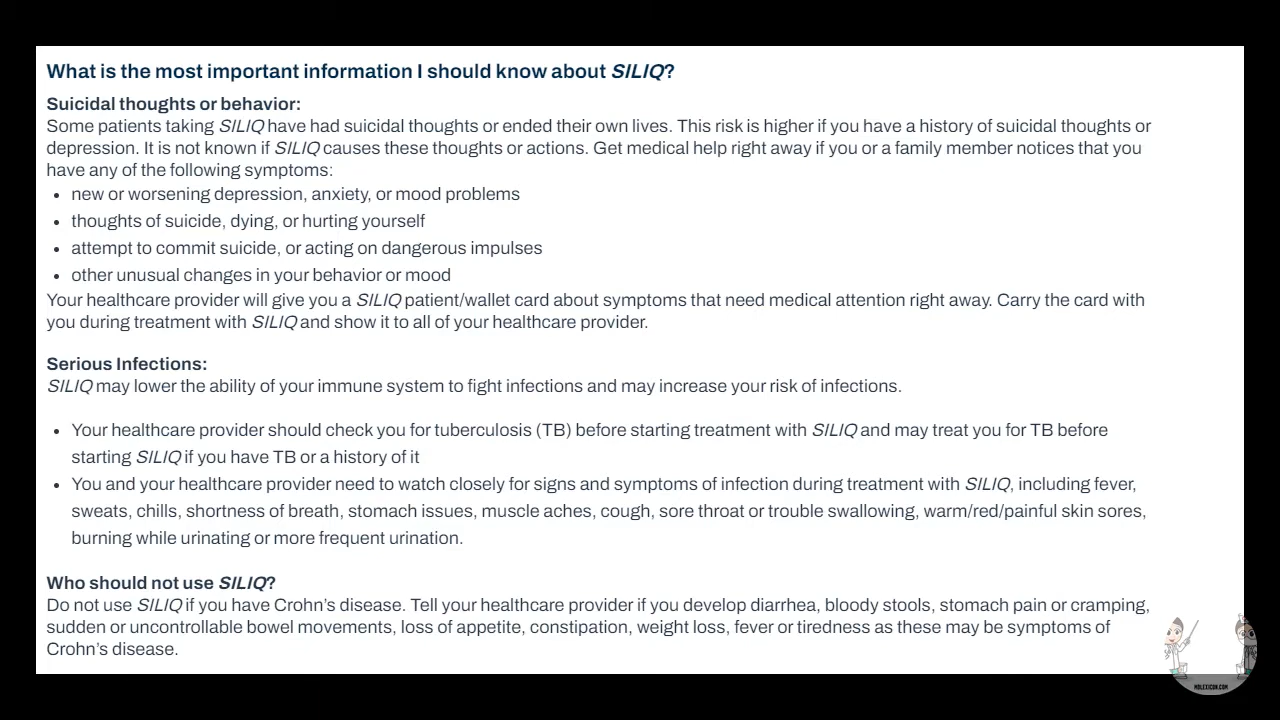 What is the most important information I should know about SILIQ?
Suicidal thoughts or behavior:
Some patients taking SILIQ have had suicidal thoughts or ended their own lives. This risk is higher if you have a history of suicidal thoughts or
depression. It is not known if SILIQ causes these thoughts or actions. Get medical help right away if you or a family member notices that you
have any of the following symptoms:
• new or worsening depression, anxiety, or mood problems
• thoughts of suicide, dying, or hurting yourself
• attempt to commit suicide, or acting on dangerous impulses
• other unusual changes in your behavior or mood
Your healthcare provider will give you a SILIQ patient/wallet card about symptoms that need medical attention right away. Carry the card with
you during treatment with SILIQ and show it to all of your healthcare provider.
Serious Infections:
SILIQ may lower the ability of your immune system to fight infections and may increase your risk of infections.
• Your healthcare provider should check you for tuberculosis (TB) before starting treatment with SILIQ and may treat you for TB before
starting SILIQ if you have TB or a history of it
• You and your healthcare provider need to watch closely for signs and symptoms of infection during treatment with SILIQ, including fever,
sweats, chills, shortness of breath, stomach issues, muscle aches, cough, sore throat or trouble swallowing, warm/red/painful skin sores,
burning while urinating or more frequent urination.
Who should not use SILIQ?
Do not use SILIQ if you have Crohn's disease. Tell your healthcare provider if you develop diarrhea, bloody stools, stomach pain or cramping,
sudden or uncontrollable bowel movements, loss of appetite, constipation, weight loss, fever or tiredness as these may be symptoms of
Crohn's disease.
MOLEXICON.COM